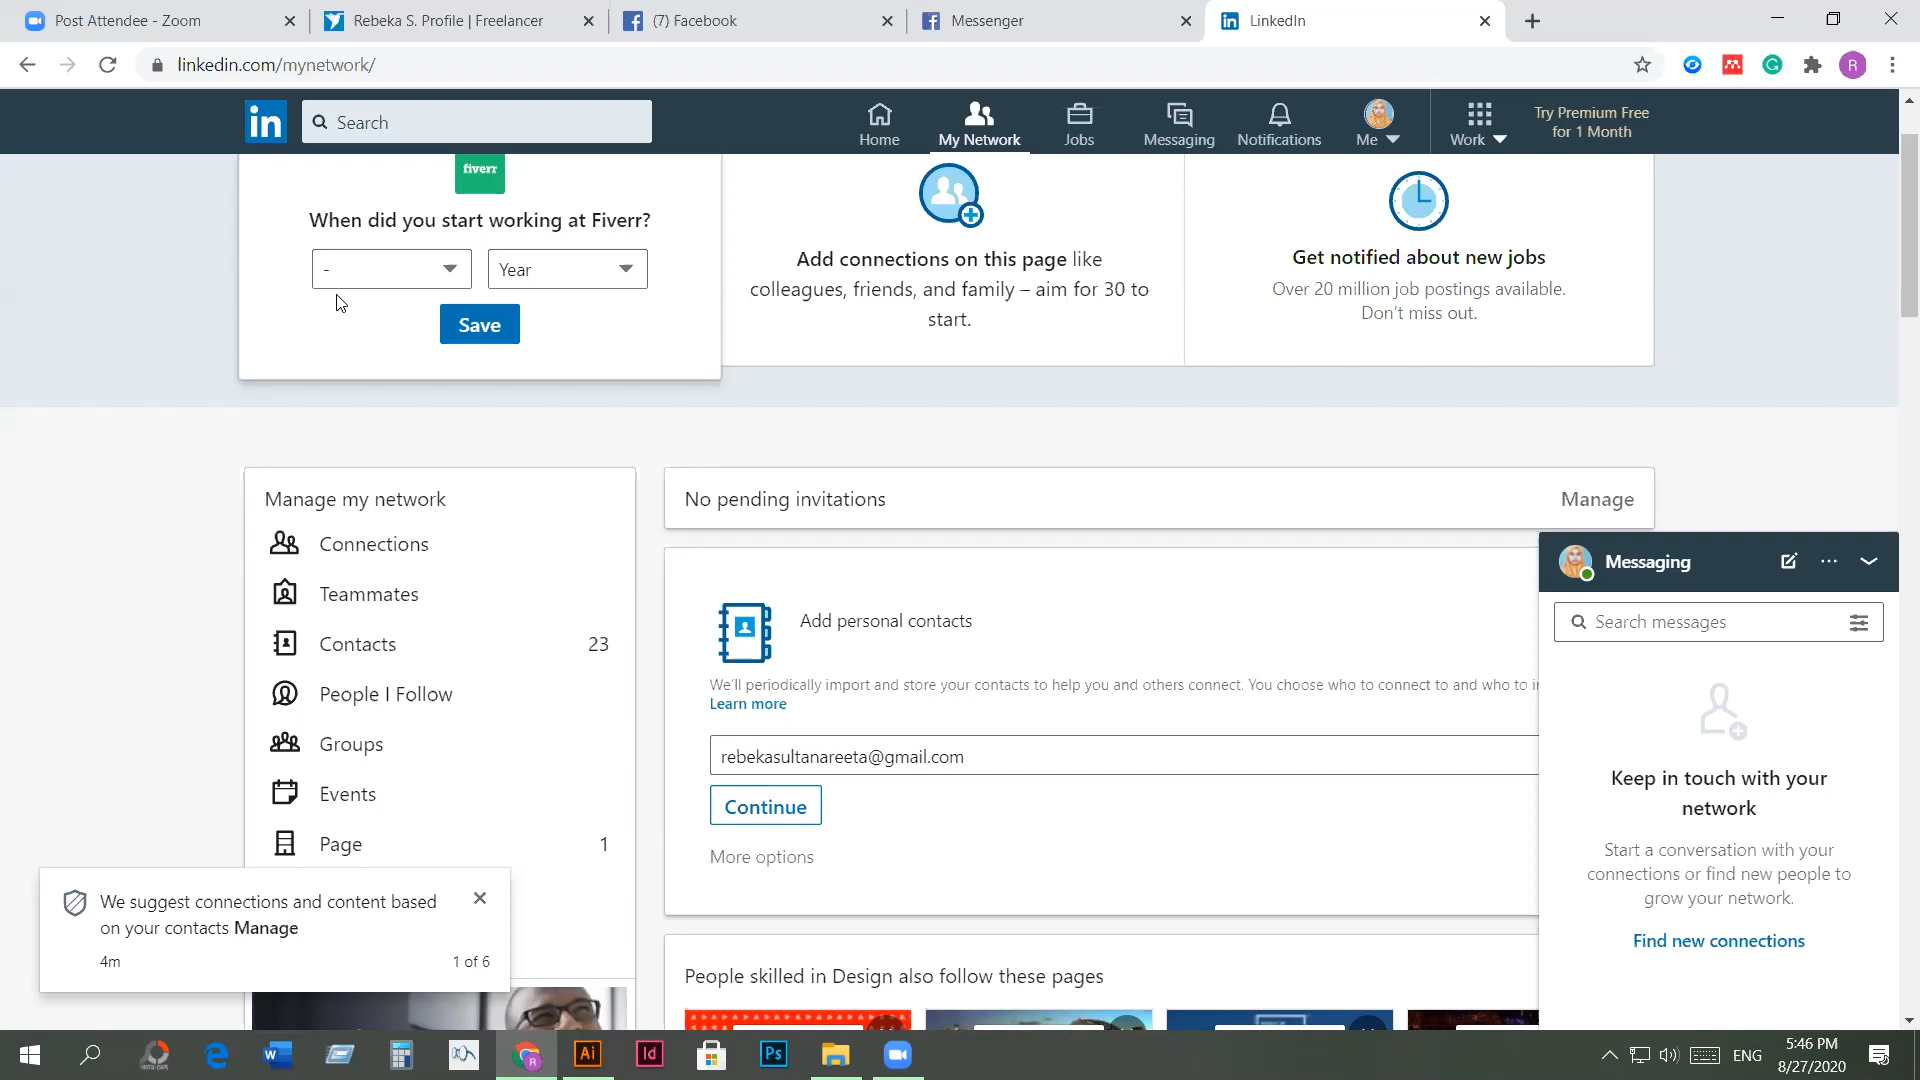 Post Attendee - Zoom
Rebeka S. Profile | Freelancer
(7) Facebook
Messenger
LinkedIn
linkedin.com/mynetwork/
R
in
Search
Home
My Network
Jobs
Messaging
Notifications
Me
Work
Try Premium Free
for 1 Month
fiverr
When did you start working at Fiverr?
-
Year
Save
Add connections on this page like
colleagues, friends, and family – aim for 30 to
start.
Get notified about new jobs
Over 20 million job postings available.
Don't miss out.
Manage my network
Connections
Teammates
Contacts 23
People I Follow
Groups
Events
Page 1
No pending invitations
Manage
Add personal contacts
We'll periodically import and store your contacts to help you and others connect. You choose who to connect to and who to
Learn more
rebekasultanareeta@gmail.com
Continue
More options
People skilled in Design also follow these pages
Messaging
Search messages
Keep in touch with your
network
Start a conversation with your
connections or find new people to
grow your network.
Find new connections
We suggest connections and content based
on your contacts Manage
4m
1 of 6
Ai
Id
Ps
ENG
5:46 PM
8/27/2020